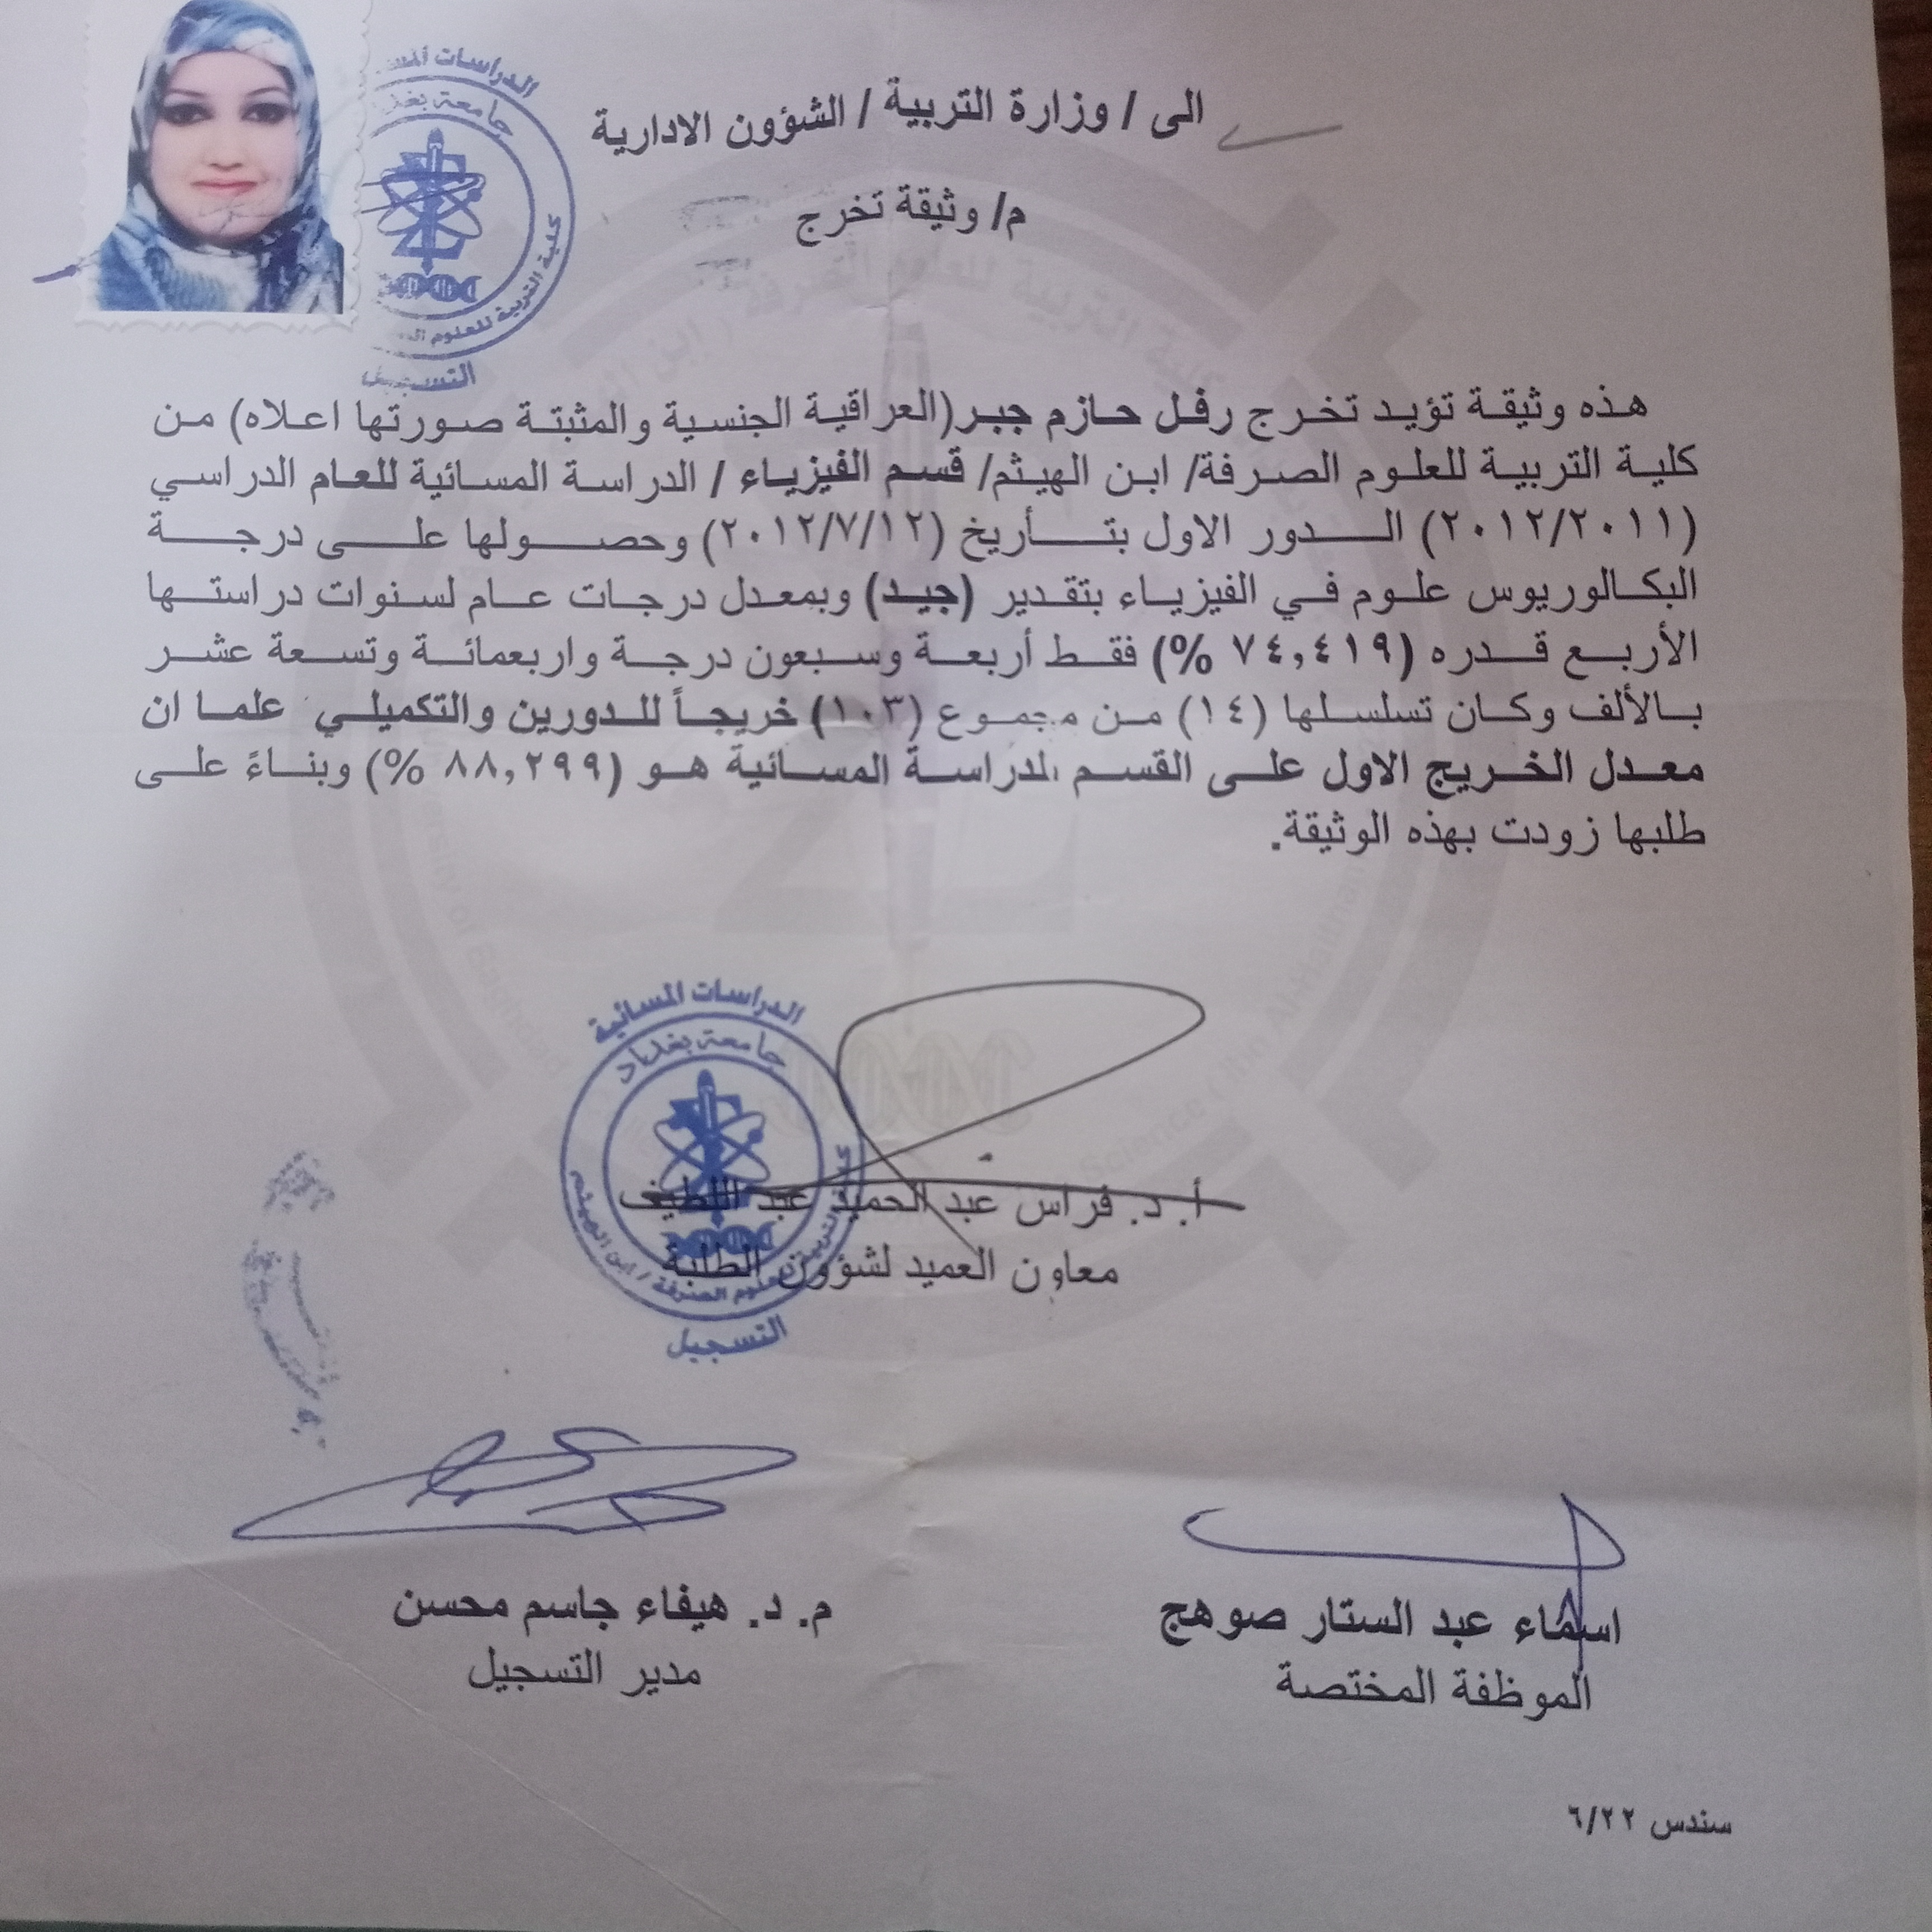 الى / وزارة التربية / الشؤون الادارية
م/ وثيقة تخرج
الدراسات
جامعة
كلية التربية للعلوم
التسجيل
هذه وثيقة تؤيد تخرج رفل حازم جبر(العراقية الجنسية والمثبتة صورتها اعلاه) من
كلية التربية للعلوم الصرفة/ ابن الهيثم/ قسم الفيزياء / الدراسة المسائية للعام الدراسي
(٢٠١٢/٢٠١١) الدور الاول بتأريخ (٢٠١٢/٧/١٢) وحصولها على درجة
البكالوريوس علوم في الفيزياء بتقدير (جيد) وبمعدل درجات عام لسنوات دراستها
الأربع قدره (٧٤,٤١٩ %) فقط أربعة وسبعون درجة واربعمائة وتسعة عشر
بالألف وكان تسلسلها (١٤) من مجموع (١٠٣) خريجاً للدورين والتكميلي علما ان
معدل الخريج الاول على القسم للدراسة المسائية هو (٨٨,٢٩٩ %) وبناءً على
طلبها زودت بهذه الوثيقة.
الدراسات المسائية
جامعة بغداد
كلية التربية للعلوم الصرفة / ابن الهيثم
التسجيل
أ. د. فراس عبد الحميد عبد اللطيف
معاون العميد لشؤون الطلبة
اسماء عبد الستار صوهج
الموظفة المختصة
م. د. هيفاء جاسم محسن
مدير التسجيل
سندس ٦/٢٢